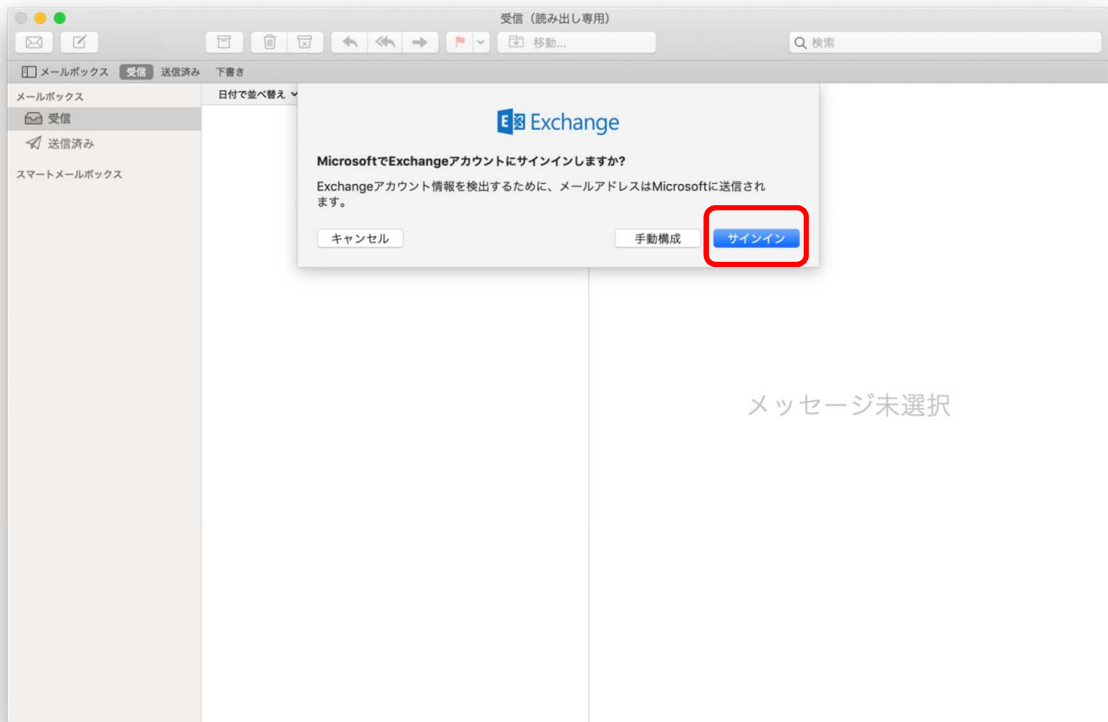 受信（読み出し専用）
移動...
検索
メールボックス 受信 送信済み 下書き
メールボックス
受信
送信済み
スマートメールボックス
日付で並べ替え
Exchange
MicrosoftでExchangeアカウントにサインインしますか?
Exchangeアカウント情報を検出するために、メールアドレスはMicrosoftに送信され
ます。
キャンセル
手動構成
サインイン
メッセージ未選択